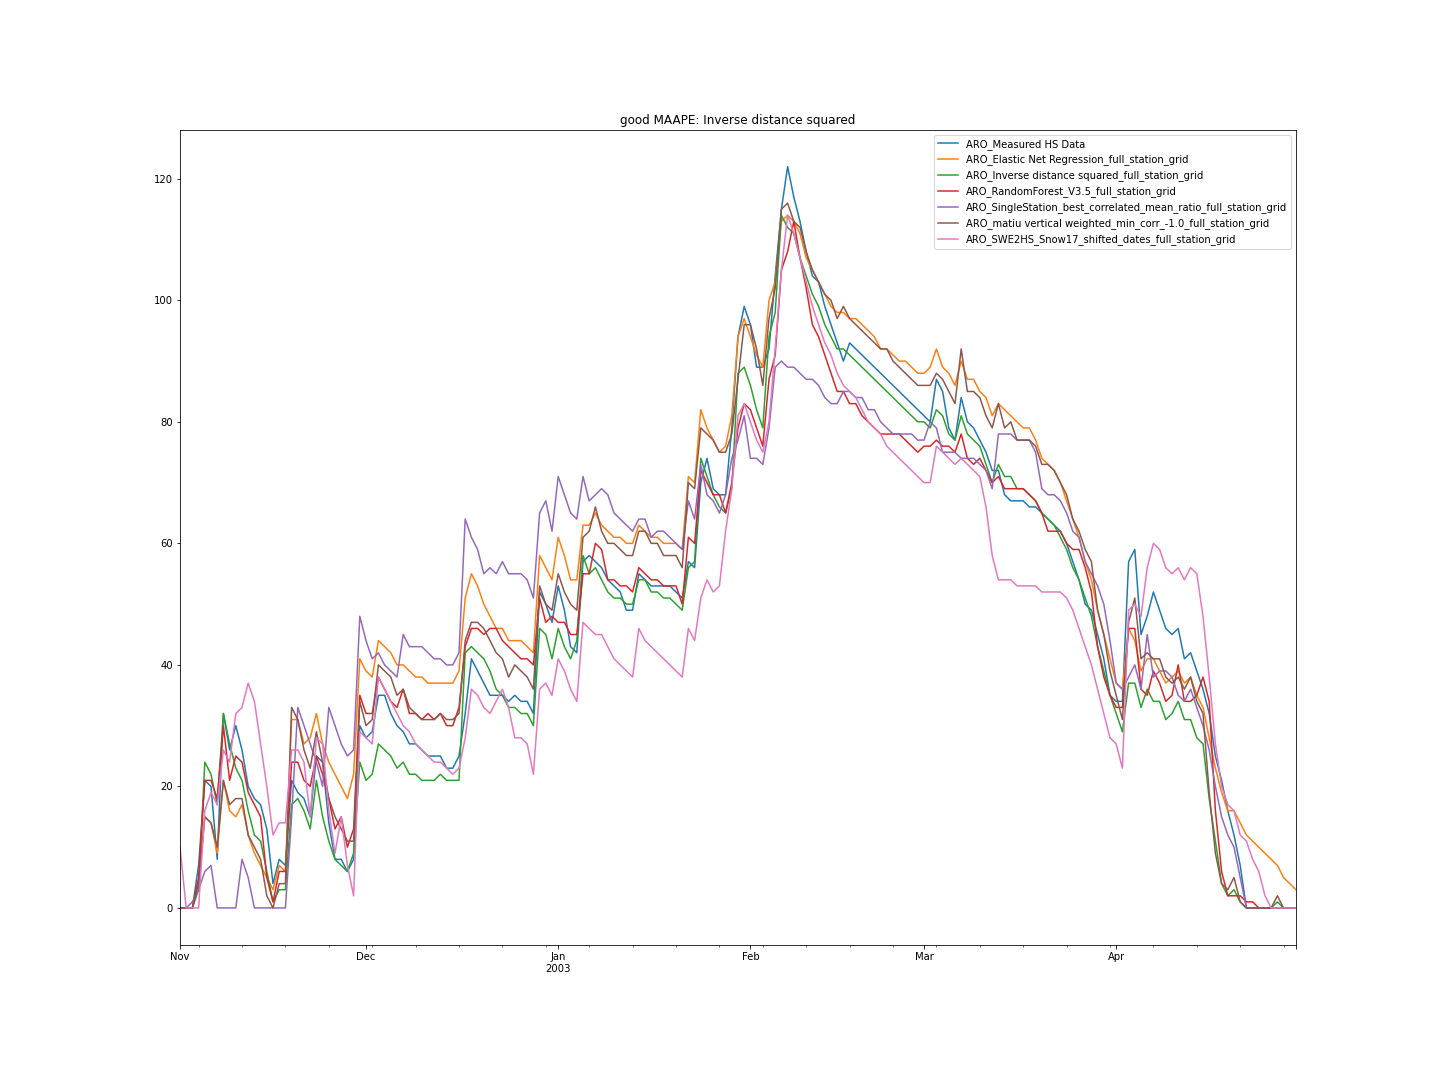 good MAAPE: Inverse distance squared
ARO_Measured HS Data
ARO_Elastic Net Regression_full_station_grid
ARO_Inverse distance squared_full_station_grid
ARO_RandomForest_V3.5_full_station_grid
ARO_SingleStation_best_correlated_mean_ratio_full_station_grid
ARO_matiu vertical weighted_min_corr_-1.0_full_station_grid
ARO_SWE2HS_Snow17_shifted_dates_full_station_grid
120
100
80
60
40
20
0
Nov Dec Jan Feb Mar Apr
2003